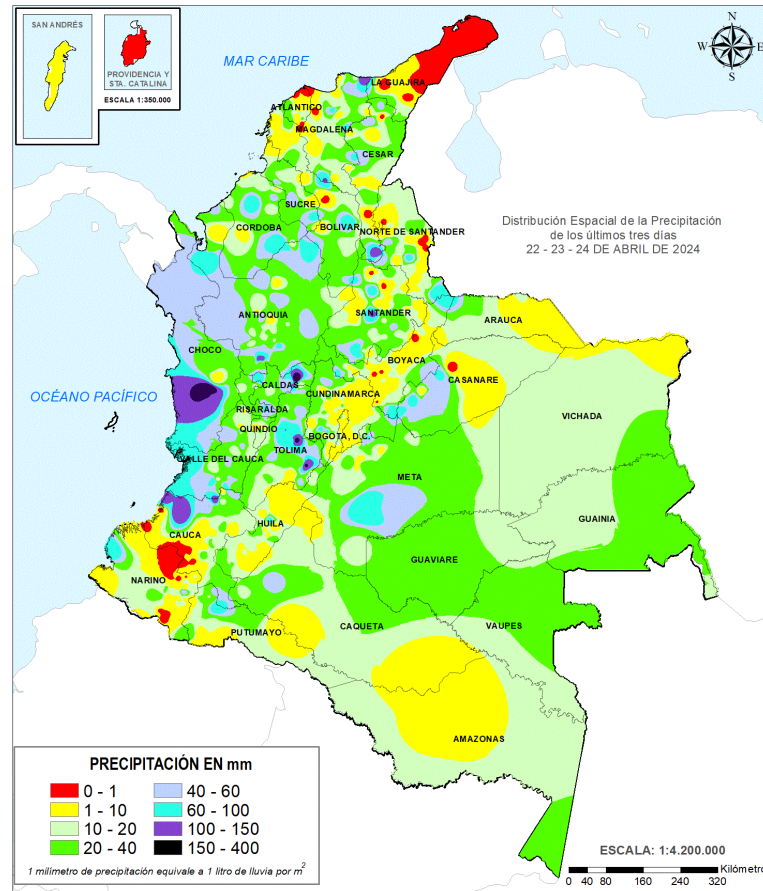 SAN ANDRÉS
PROVIDENCIA Y
STA. CATALINA
ESCALA 1:350.000
MAR CARIBE
N
W
E
S
LA GUAJIRA
ATLANTICO
MAGDALENA
CESAR
SUCRE
CORDOBA
BOLIVAR
NORTE DE SANTANDER
Distribución Espacial de la Precipitación
de los últimos tres días
22 - 23 - 24 DE ABRIL DE 2024
ANTIOQUIA
SANTANDER
ARAUCA
CHOCO
BOYACA
CASANARE
OCÉANO PACÍFICO
CALDAS
CUNDINAMARCA
RISARALDA
VICHADA
QUINDIO
BOGOTA, D.C.
TOLIMA
VALLE DEL CAUCA
META
GUAINIA
HUILA
CAUCA
GUAVIARE
NARINO
PUTUMAYO
CAQUETA
VAUPES
AMAZONAS
PRECIPITACIÓN EN mm
0 - 1
40 - 60
1 - 10
60 - 100
10 - 20
100 - 150
20 - 40
150 - 400
1 milímetro de precipitación equivale a 1 litro de lluvia por m2
ESCALA: 1:4.200.000
Kilómetro
0 40 80 160 240 320